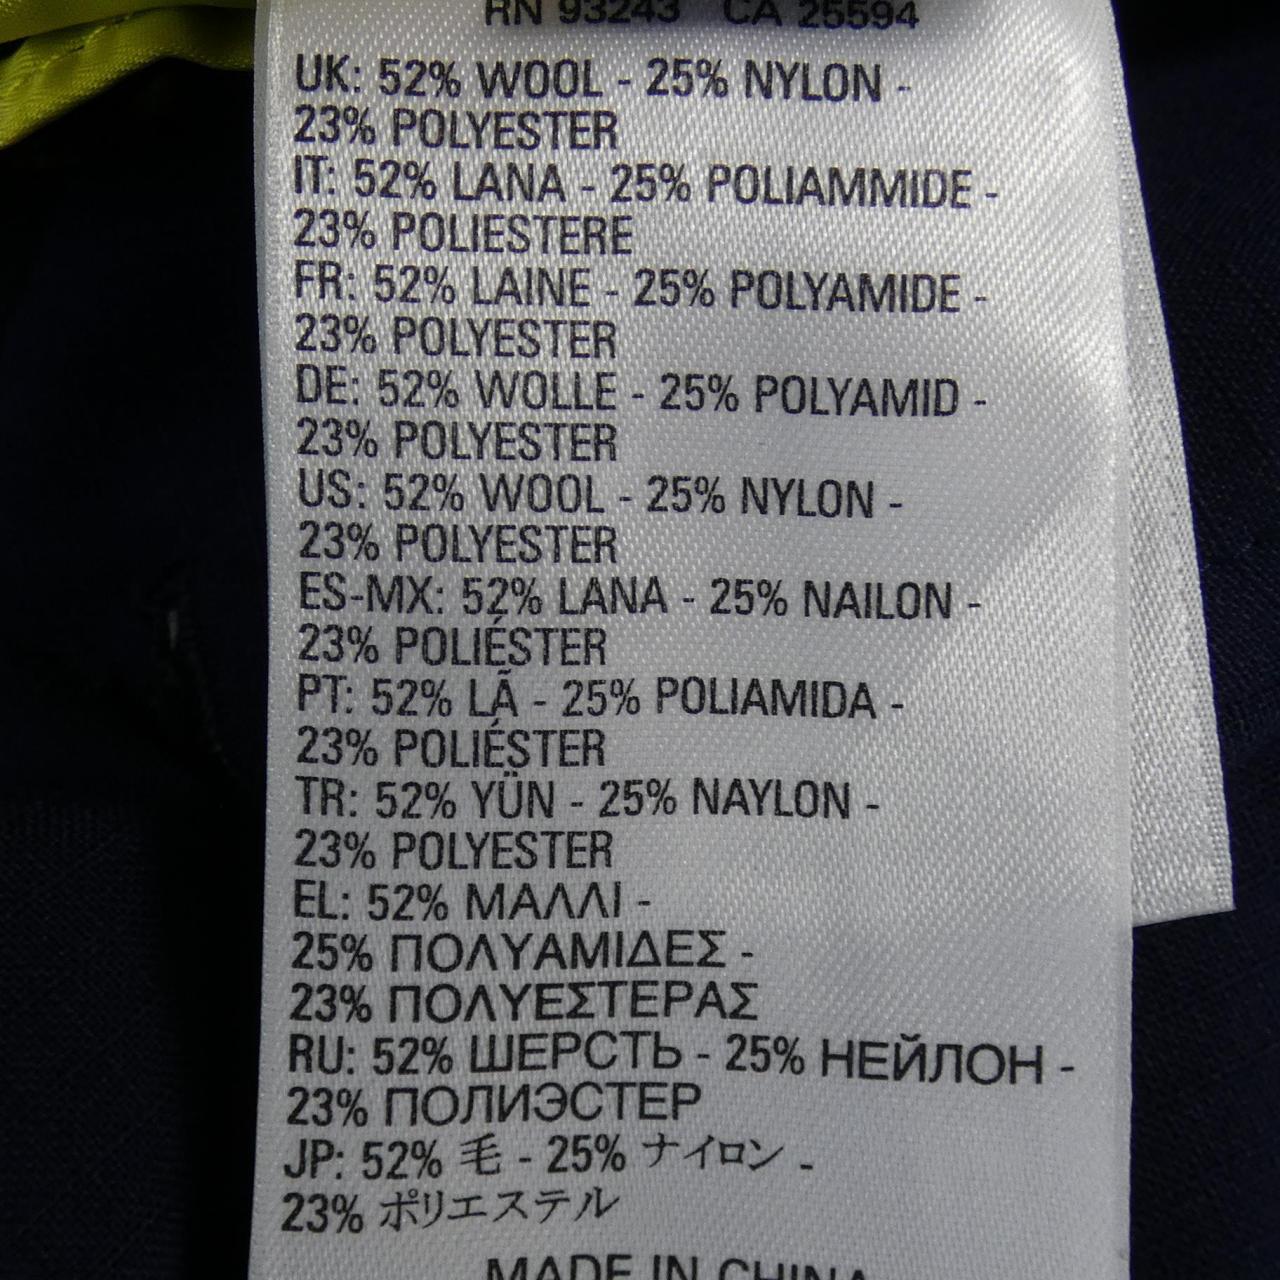 RN 93243 CA 25594
UK: 52% WOOL - 25% NYLON -
23% POLYESTER
IT: 52% LANA - 25% POLIAMMIDE -
23% POLIESTERE
FR: 52% LAINE - 25% POLYAMIDE -
23% POLYESTER
DE: 52% WOLLE - 25% POLYAMID -
23% POLYESTER
US: 52% WOOL - 25% NYLON -
23% POLYESTER
ES-MX: 52% LANA - 25% NAILON -
23% POLIÉSTER
PT: 52% LÃ - 25% POLIAMIDA -
23% POLIÉSTER
TR: 52% YÜN - 25% NAYLON -
23% POLYESTER
EL: 52% ΜΑΛΛΙ -
25% ΠΟΛΥΑΜΙΔΕΣ -
23% ΠΟΛΥΕΣΤΕΡΑΣ
RU: 52% ШЕРСТЬ - 25% НЕЙЛОН -
23% ПОЛИЭСТЕР
JP: 52% 毛 - 25% ナイロン -
23% ポリエステル
MADE IN CHINA